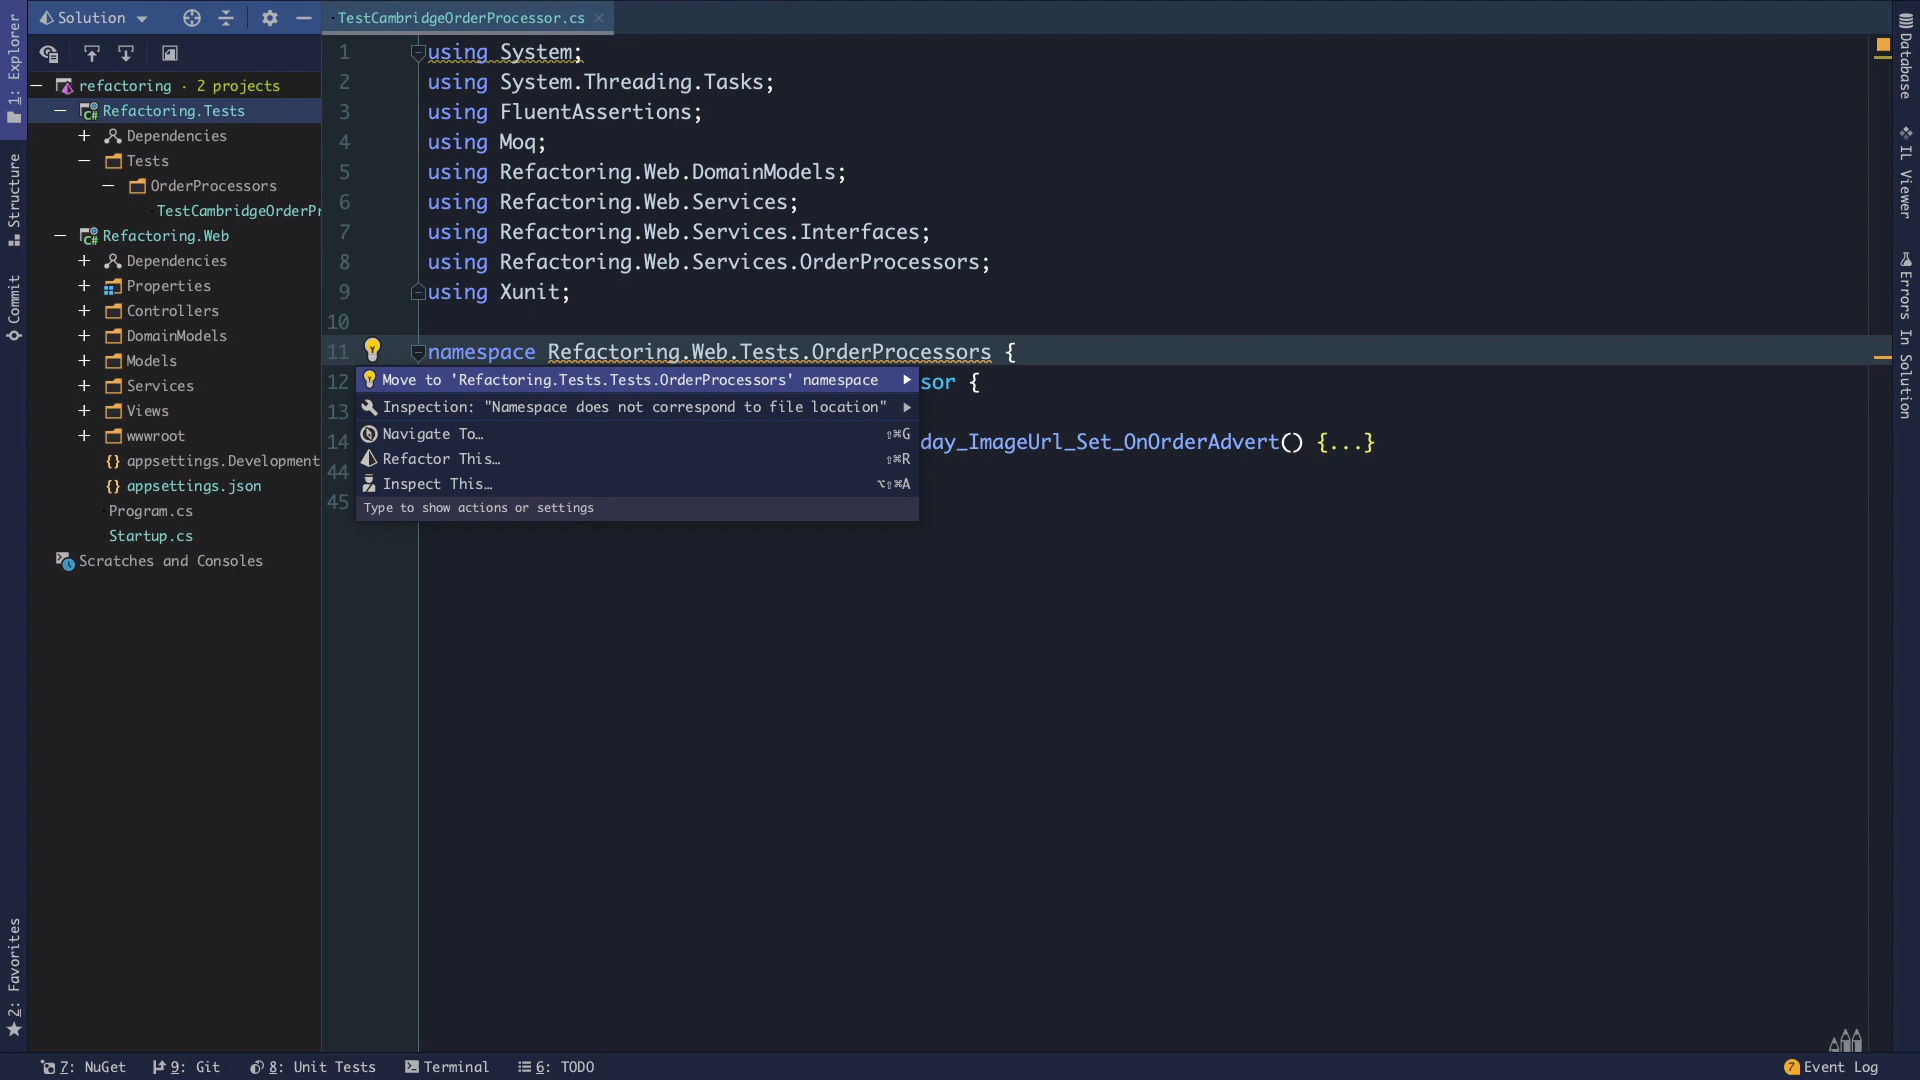 Solution
TestCambridgeOrderProcessor.cs
1: Explorer
Structure
Commit
2: Favorites
refactoring · 2 projects
Refactoring.Tests
Dependencies
Tests
OrderProcessors
TestCambridgeOrderPr
Refactoring.Web
Dependencies
Properties
Controllers
DomainModels
Models
Services
Views
wwwroot
appsettings.Development
appsettings.json
Program.cs
Startup.cs
Scratches and Consoles
1 using System;
2 using System.Threading.Tasks;
3 using FluentAssertions;
4 using Moq;
5 using Refactoring.Web.DomainModels;
6 using Refactoring.Web.Services;
7 using Refactoring.Web.Services.Interfaces;
8 using Refactoring.Web.Services.OrderProcessors;
9 using Xunit;
10
11 namespace Refactoring.Web.Tests.OrderProcessors {
12 sor {
13
14 day_ImageUrl_Set_OnOrderAdvert() {...}
44
45
Move to 'Refactoring.Tests.Tests.OrderProcessors' namespace
Inspection: "Namespace does not correspond to file location"
Navigate To… ⇧⌘G
Refactor This… ⇧⌘R
Inspect This… ⌥⇧⌘A
Type to show actions or settings
Database
IL Viewer
Errors In Solution
7: NuGet
9: Git
8: Unit Tests
Terminal
6: TODO
7 Event Log